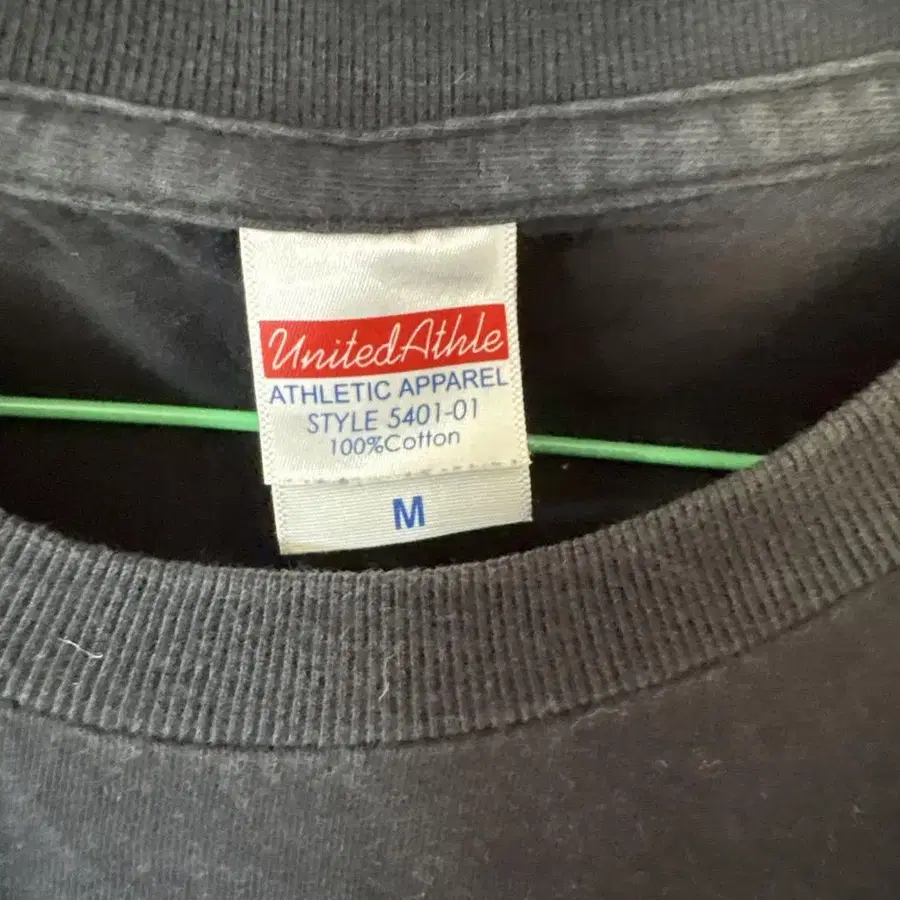 UnitedAthle
ATHLETIC APPAREL
STYLE 5401-01
100%Cotton
M